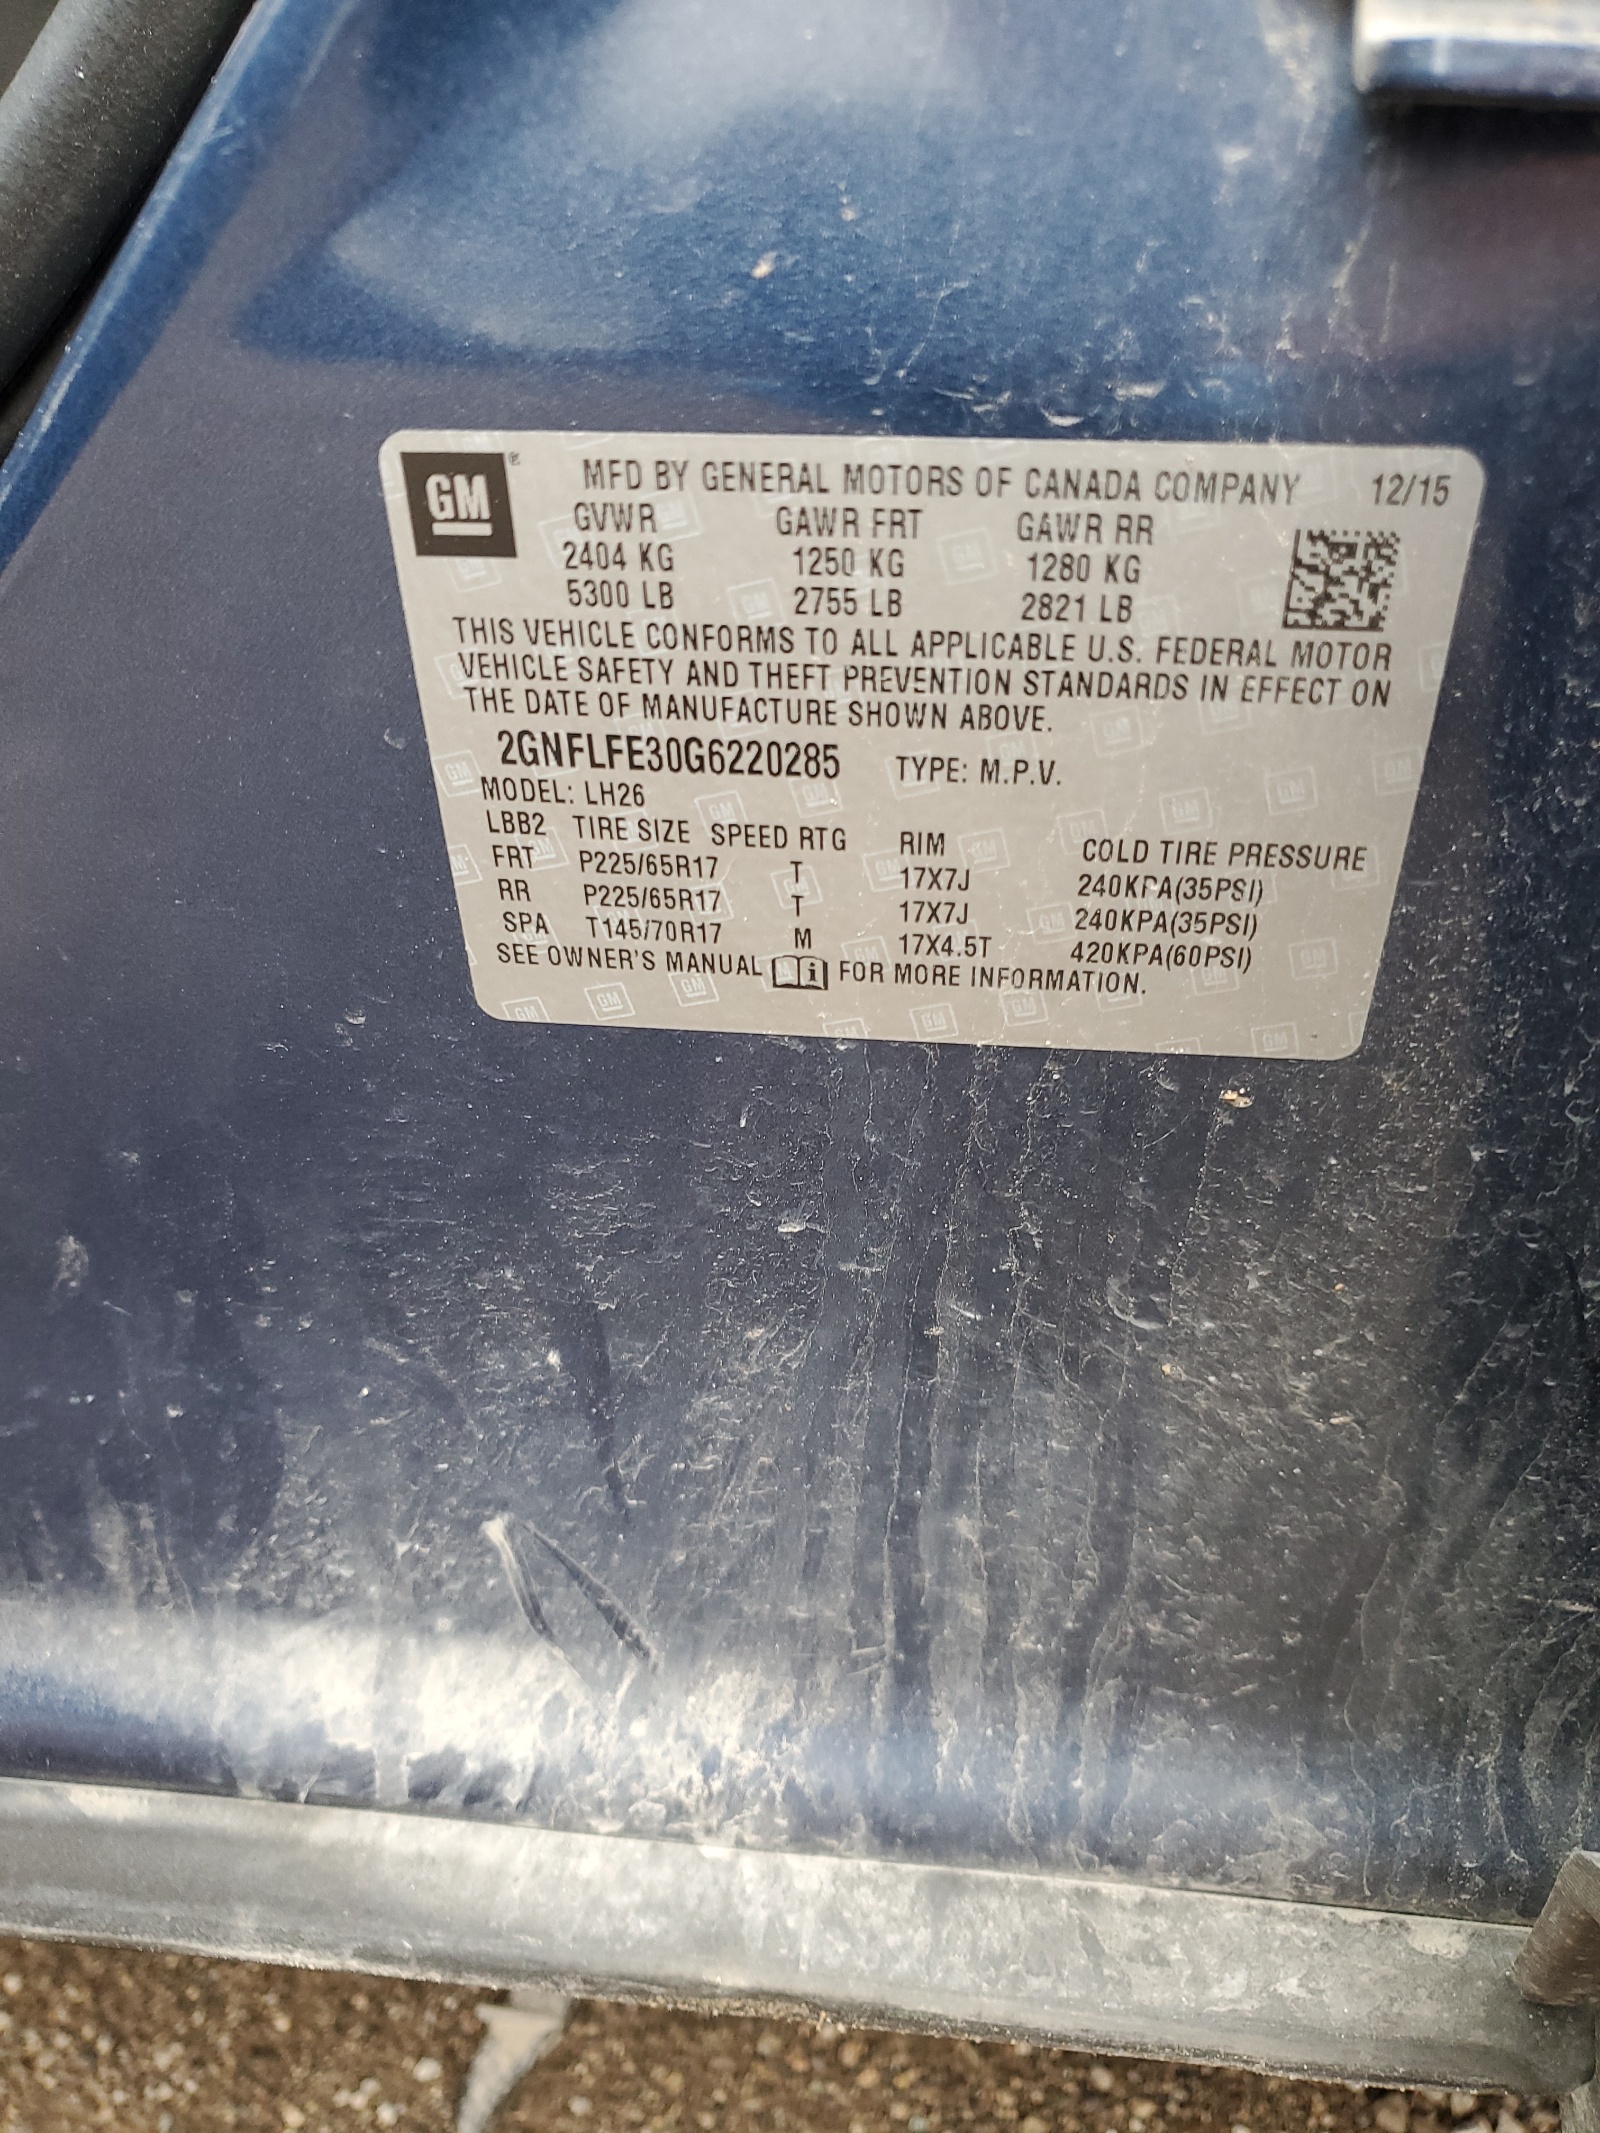 GM®
MFD BY GENERAL MOTORS OF CANADA COMPANY 12/15
GVWR GAWR FRT GAWR RR
2404 KG 1250 KG 1280 KG
5300 LB 2755 LB 2821 LB
THIS VEHICLE CONFORMS TO ALL APPLICABLE U.S. FEDERAL MOTOR
VEHICLE SAFETY AND THEFT PREVENTION STANDARDS IN EFFECT ON
THE DATE OF MANUFACTURE SHOWN ABOVE.
2GNFLFE30G6220285 TYPE: M.P.V.
MODEL: LH26
LBB2 TIRE SIZE SPEED RTG RIM COLD TIRE PRESSURE
FRT P225/65R17 T 17X7J 240KPA(35PSI)
RR P225/65R17 T 17X7J 240KPA(35PSI)
SPA T145/70R17 M 17X4.5T 420KPA(60PSI)
SEE OWNER'S MANUAL i FOR MORE INFORMATION.